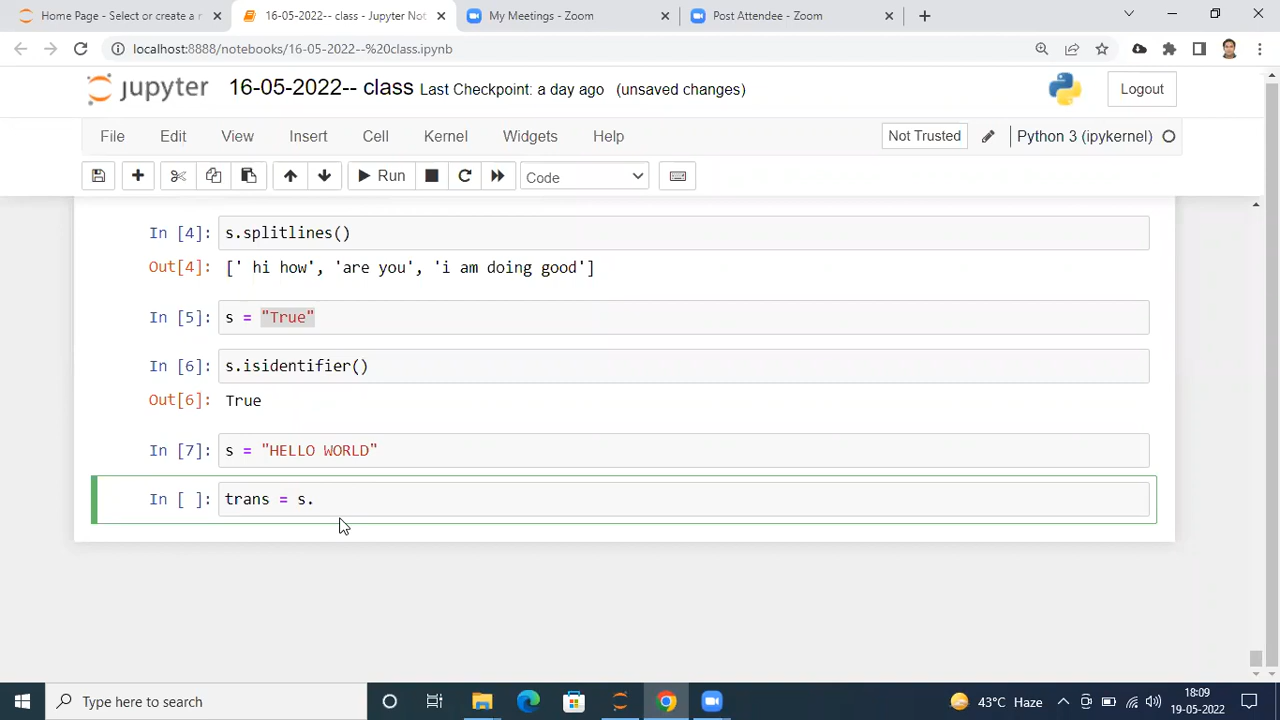 Home Page - Select or create a n
16-05-2022-- class - Jupyter Not
My Meetings - Zoom
Post Attendee - Zoom
localhost:8888/notebooks/16-05-2022--%20class.ipynb
jupyter 16-05-2022-- class Last Checkpoint: a day ago (unsaved changes)
Logout
File Edit View Insert Cell Kernel Widgets Help
Not Trusted
Python 3 (ipykernel)
Run
Code
In [4]: s.splitlines()
Out[4]: [' hi how', 'are you', 'i am doing good']
In [5]: s = "True"
In [6]: s.isidentifier()
Out[6]: True
In [7]: s = "HELLO WORLD"
In [ ]: trans = s.
Type here to search
43°C Haze
18:09
19-05-2022